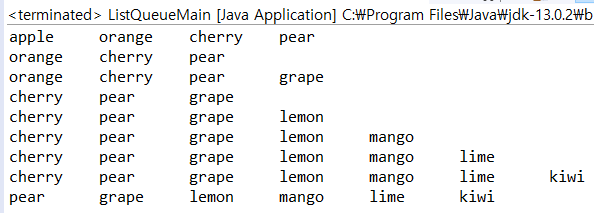 <terminated> ListQueueMain [Java Application] C:₩Program Files₩Java₩jdk-13.0.2₩b
apple orange cherry pear
orange cherry pear
orange cherry pear grape
cherry pear grape
cherry pear grape lemon
cherry pear grape lemon mango
cherry pear grape lemon mango lime
cherry pear grape lemon mango lime kiwi
pear grape lemon mango lime kiwi